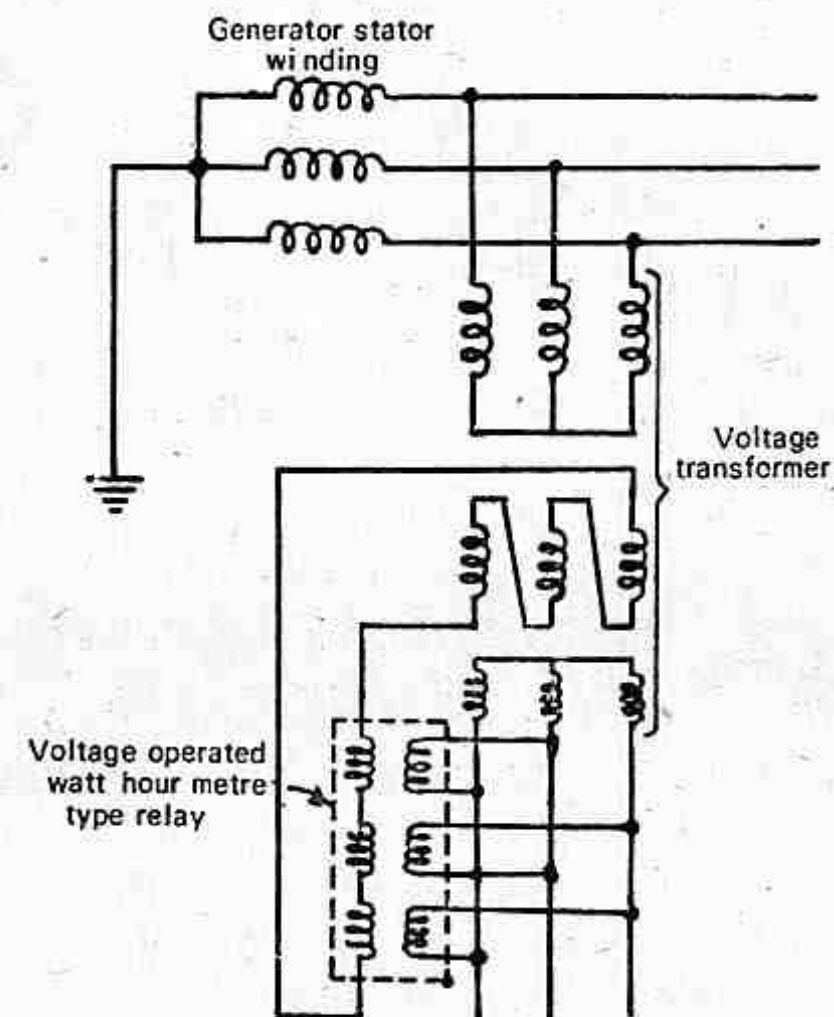 Generator stator
winding
Voltage
transformer
Voltage operated
watt hour metre
type relay